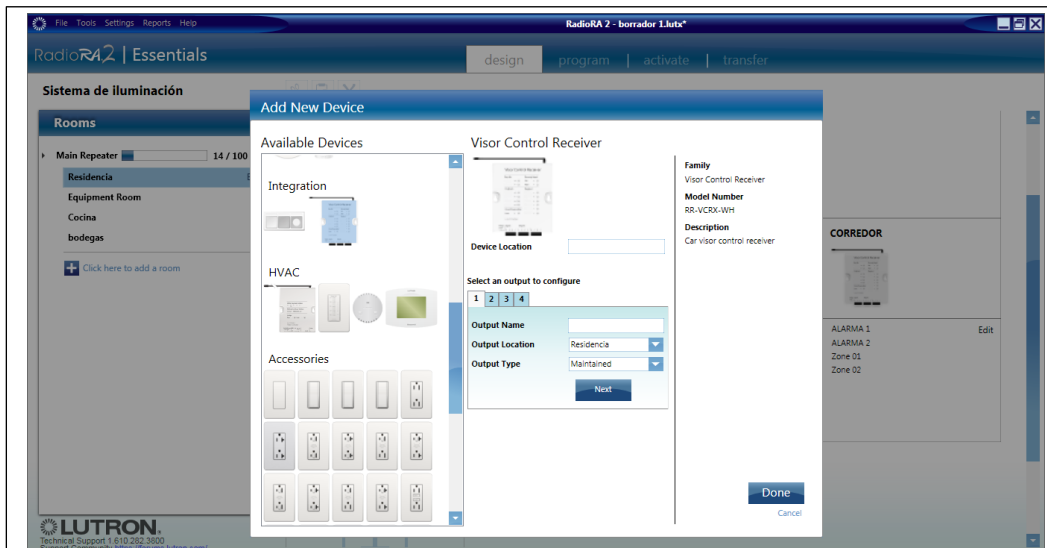 File Tools Settings Reports Help
RadioRA 2 - borrador 1.lutx*
RadioRA2 | Essentials
design program | activate | transfer
Sistema de iluminación
Rooms
Main Repeater 14 / 100
Residencia
Equipment Room
Cocina
bodegas
Click here to add a room
Add New Device
Available Devices
Integration
HVAC
Accessories
Visor Control Receiver
Device Location
Select an output to configure
1 2 3 4
Output Name
Output Location Residencia
Output Type Maintained
Next
Family
Visor Control Receiver
Model Number
RR-VCRX-WH
Description
Car visor control receiver
Done
Cancel
CORREDOR
ALARMA 1 Edit
ALARMA 2
Zone 01
Zone 02
LUTRON.
Technical Support 1.610.282.3800